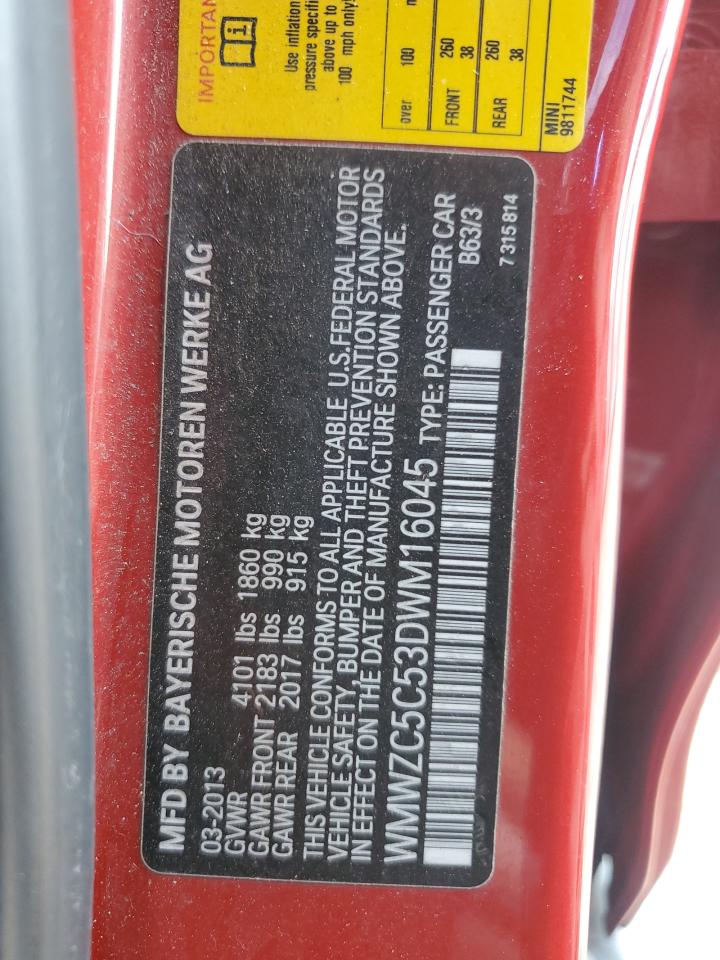 IMPORTAN
Use inflation
pressure specifi
above up to
100 mph only!
over 100
FRONT 260
38
REAR 260
38
MINI
9811744
MFD BY BAYERISCHE MOTOREN WERKE AG
03-2013
GVWR 4101 lbs 1860 kg
GAWR FRONT 2183 lbs 990 kg
GAWR REAR 2017 lbs 915 kg
THIS VEHICLE CONFORMS TO ALL APPLICABLE U.S. FEDERAL MOTOR
VEHICLE SAFETY, BUMPER AND THEFT PREVENTION STANDARDS
IN EFFECT ON THE DATE OF MANUFACTURE SHOWN ABOVE.
WMWZC5C53DWM16045 TYPE: PASSENGER CAR
B63/3
7 315 814